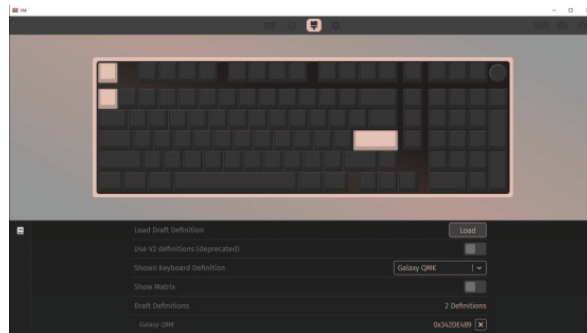 VIA
VIA
Load Draft Definition
Load
Use V2 definitions (deprecated)
Shown Keyboard Definition
Galaxy QMK
Show Matrix
Draft Definitions
2 Definitions
Galaxy QMK
0x342DE489